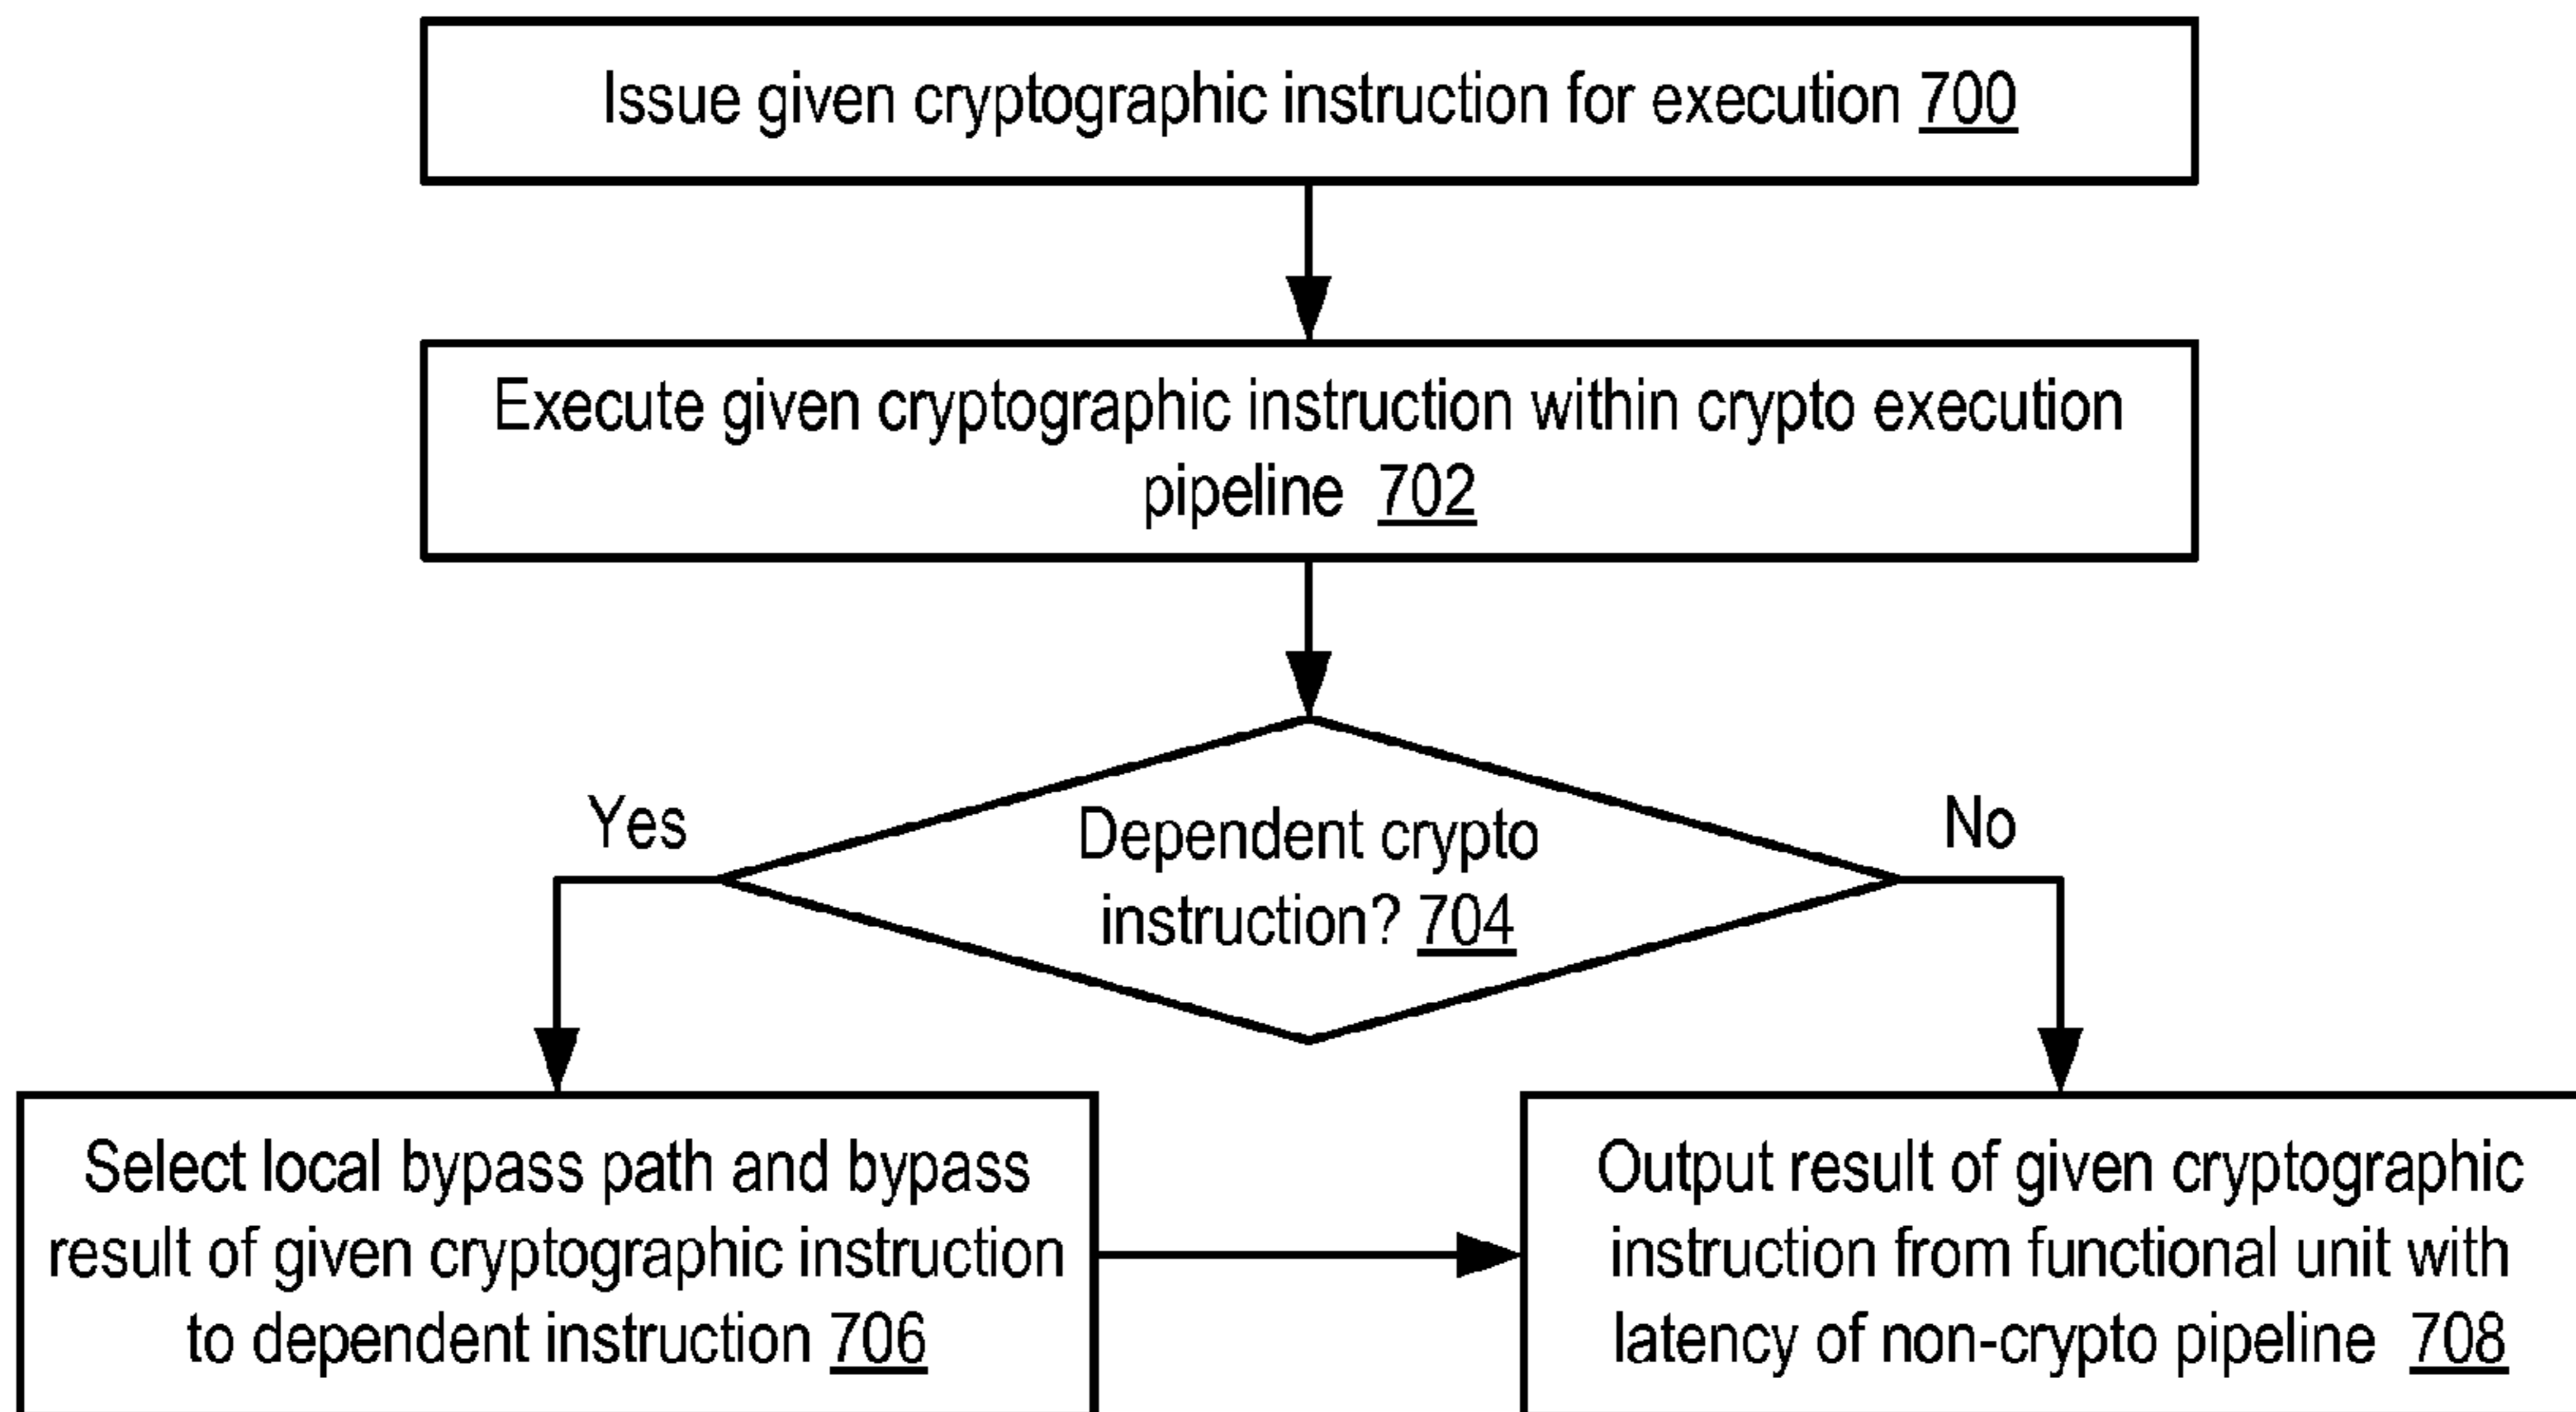 Issue given cryptographic instruction for execution 700
Execute given cryptographic instruction within crypto execution
pipeline 702
Dependent crypto
instruction? 704
Yes
No
Select local bypass path and bypass
result of given cryptographic instruction
to dependent instruction 706
Output result of given cryptographic
instruction from functional unit with
latency of non-crypto pipeline 708